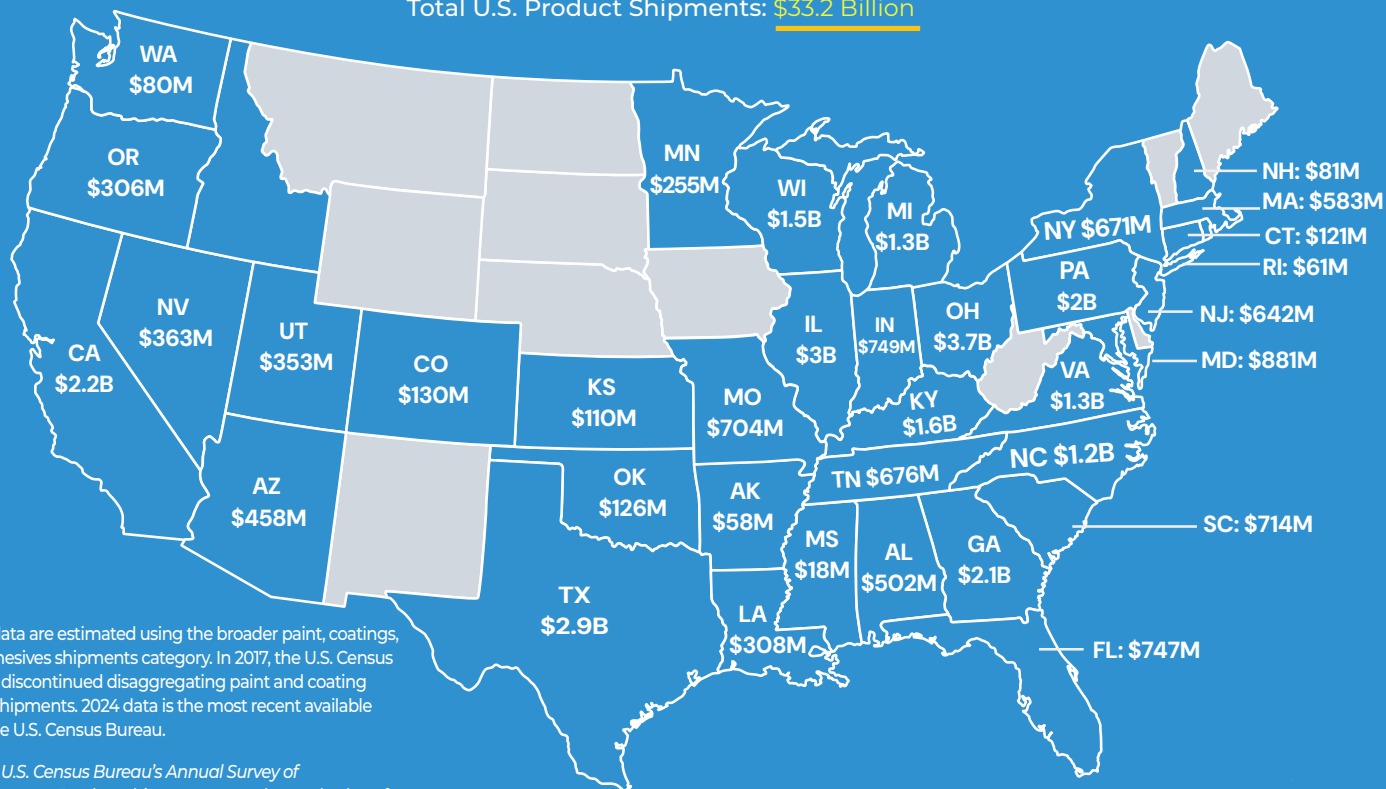 Total U.S. Product Shipments: $33.2 Billion
WA
$80M
OR
$306M
MN
$255M
WI
$1.5B
MI
$1.3B
NH: $81M
MA: $583M
NY $671M
CT: $121M
RI: $61M
PA
$2B
NV
$363M
UT
$353M
CA
$2.2B
CO
$130M
IL
$3B
IN
$749M
OH
$3.7B
NJ: $642M
MD: $881M
VA
$1.3B
KS
$110M
MO
$704M
KY
$1.6B
NC $1.2B
TN $676M
AZ
$458M
OK
$126M
AK
$58M
SC: $714M
MS
$18M
AL
$502M
GA
$2.1B
TX
$2.9B
LA
$308M
FL: $747M
data are estimated using the broader paint, coatings,
shipments category. In 2017, the U.S. Census
discontinued disaggregating paint and coating
shipments. 2024 data is the most recent available
U.S. Census Bureau.
U.S. Census Bureau's Annual Survey of